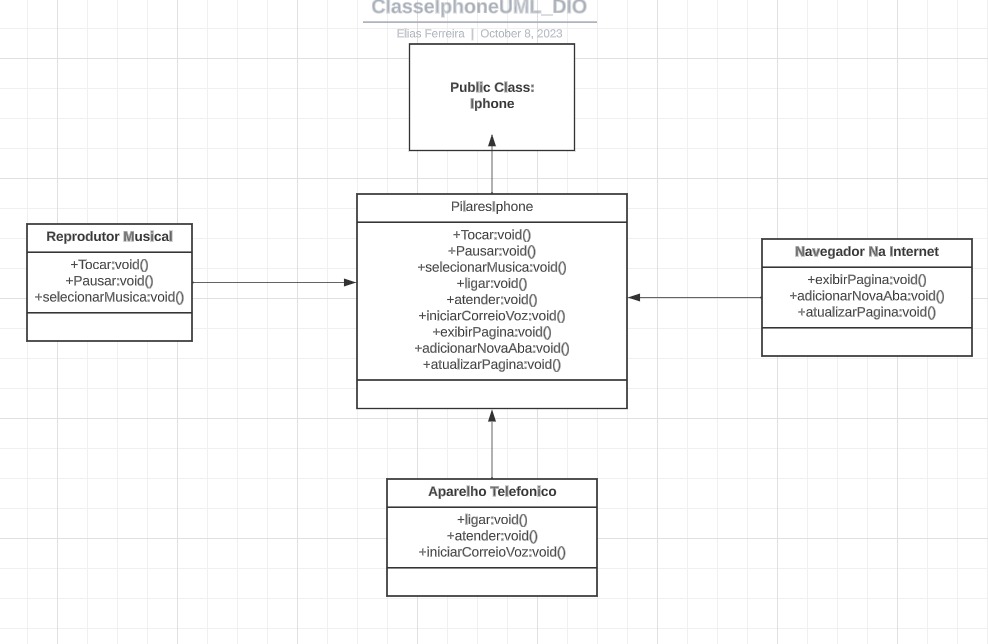 ClasseIphoneUML_DIO
Elias Ferreira | October 8, 2023
Public Class:
Iphone
PilaresIphone
+Tocar:void()
+Pausar:void()
+selecionarMusica:void()
+ligar:void()
+atender:void()
+iniciarCorreioVoz:void()
+exibirPagina:void()
+adicionarNovaAba:void()
+atualizarPagina:void()
Reprodutor Musical
+Tocar:void()
+Pausar:void()
+selecionarMusica:void()
Navegador Na Internet
+exibirPagina:void()
+adicionarNovaAba:void()
+atualizarPagina:void()
Aparelho Telefonico
+ligar:void()
+atender:void()
+iniciarCorreioVoz:void()